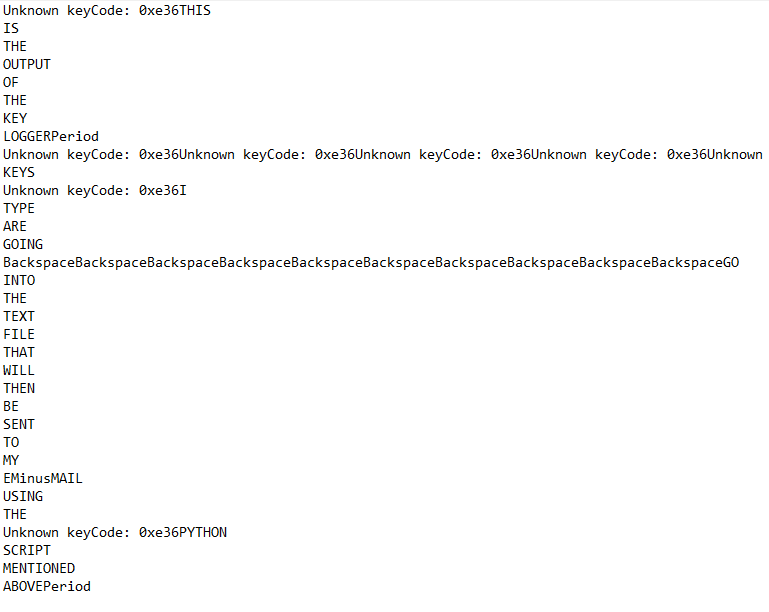 Unknown keyCode: 0xe36THIS
IS
THE
OUTPUT
OF
THE
KEY
LOGGERPeriod
Unknown keyCode: 0xe36Unknown keyCode: 0xe36Unknown keyCode: 0xe36Unknown keyCode: 0xe36Unknown
KEYS
Unknown keyCode: 0xe36I
TYPE
ARE
GOING
BackspaceBackspaceBackspaceBackspaceBackspaceBackspaceBackspaceBackspaceBackspaceBackspaceGO
INTO
THE
TEXT
FILE
THAT
WILL
THEN
BE
SENT
TO
MY
EMinusMAIL
USING
THE
Unknown keyCode: 0xe36PYTHON
SCRIPT
MENTIONED
ABOVEPeriod